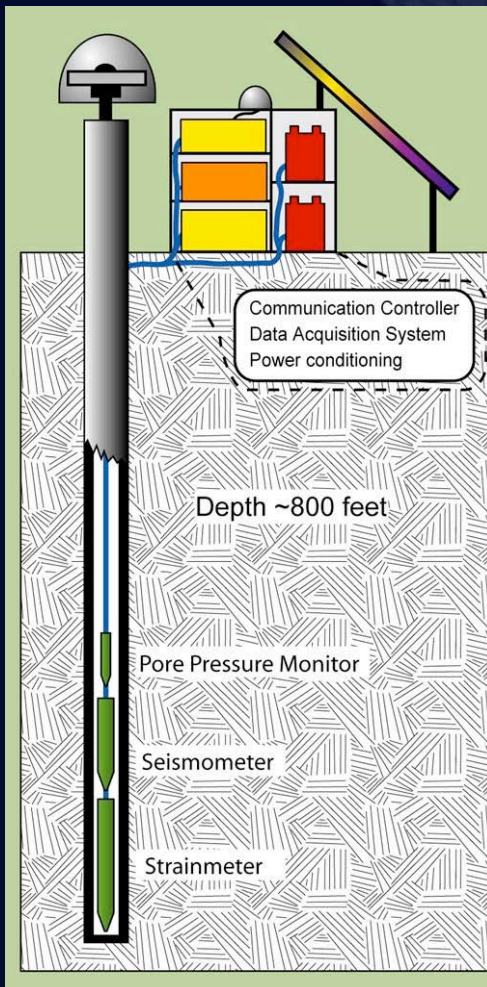 Communication Controller
Data Acquisition System
Power conditioning
Depth ~800 feet
Pore Pressure Monitor
Seismometer
Strainmeter